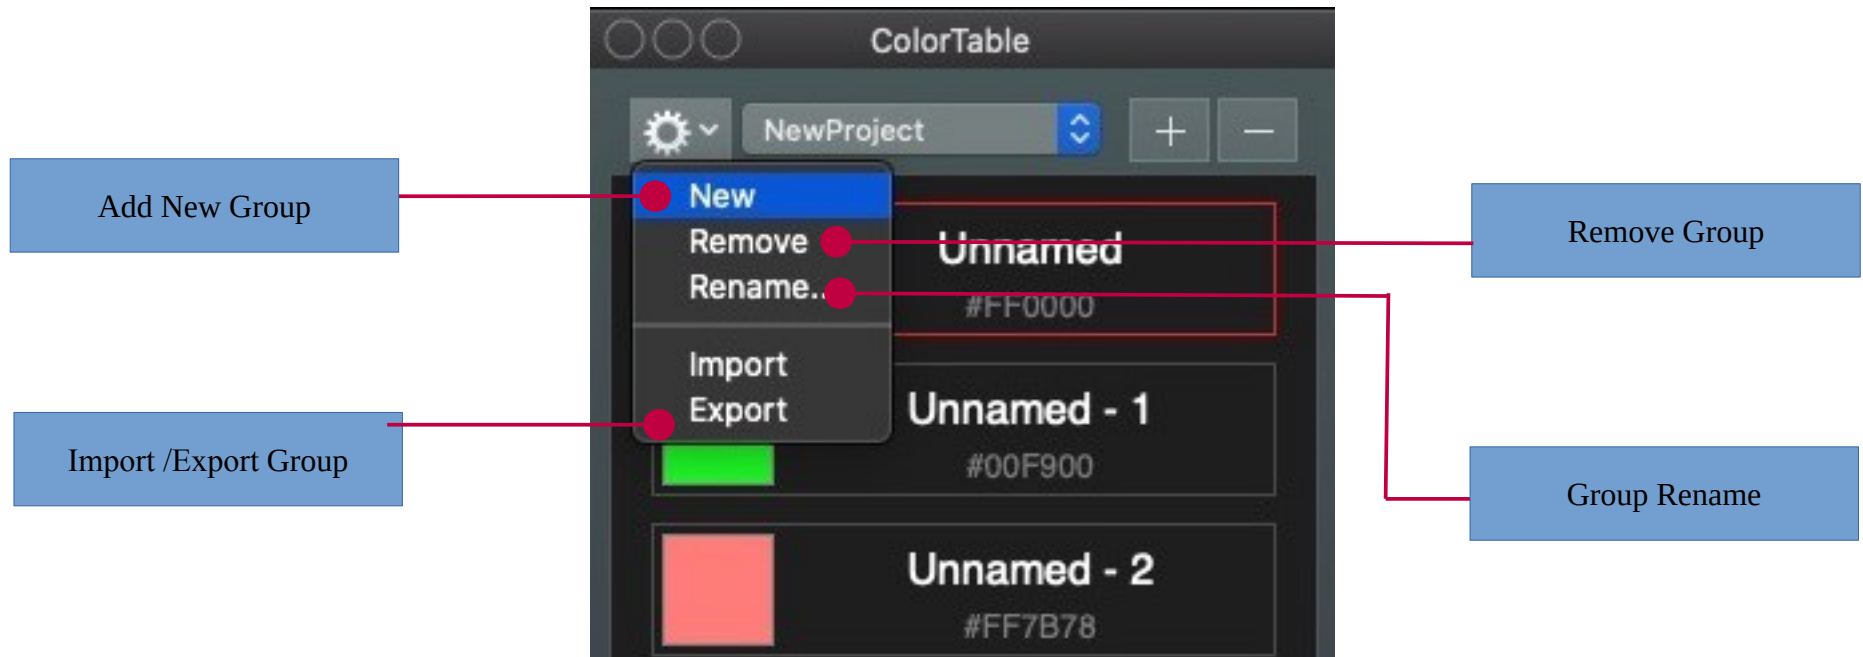 ColorTable
NewProject
Add New Group
New
Remove
Rename..
Import
Export
Import /Export Group
Unnamed
#FF0000
Unnamed - 1
#00F900
Unnamed - 2
#FF7B78
Remove Group
Group Rename